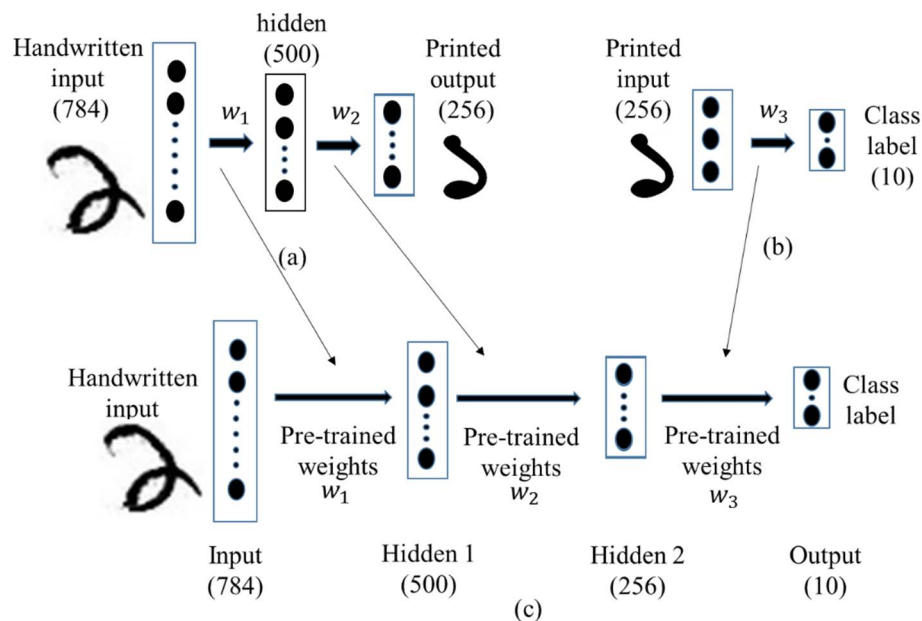 Handwritten
input
(784)
hidden
(500)
Printed
output
(256)
Printed
input
(256)
Class
label
(10)
w₁
w₂
w₃
(a)
(b)
Handwritten
input
Pre-trained
weights
w₁
Pre-trained
weights
w₂
Pre-trained
weights
w₃
Class
label
Input
(784)
Hidden 1
(500)
Hidden 2
(256)
Output
(10)
(c)